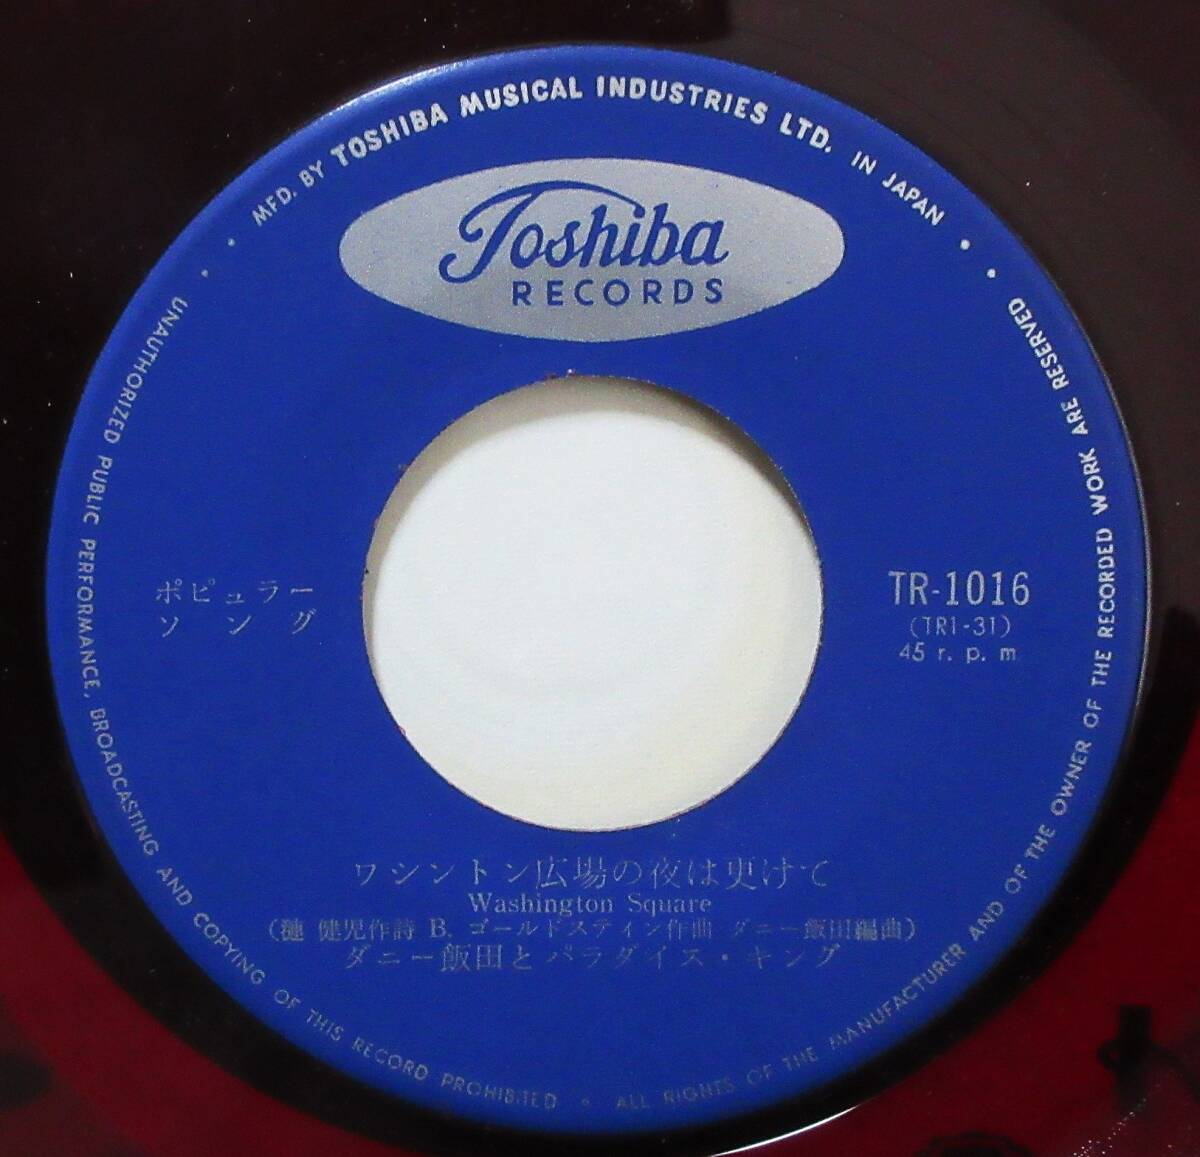 MFD. BY TOSHIBA MUSICAL INDUSTRIES LTD. IN JAPAN
Toshiba
RECORDS
ポピュラー
ソング
TR-1016
(TR1-31)
45 r. p. m
ワシントン広場の夜は更けて
Washington Square
(漣 健児作詩 B. ゴールドスティン作曲 ダニー飯田編曲)
ダニー飯田とパラダイス・キング
UNAUTHORIZED PUBLIC PERFORMANCE, BROADCASTING AND COPYING OF THIS RECORD PROHIBITED • ALL RIGHTS OF THE MANUFACTURER AND OF THE OWNER OF THE RECORDED WORK ARE RESERVED